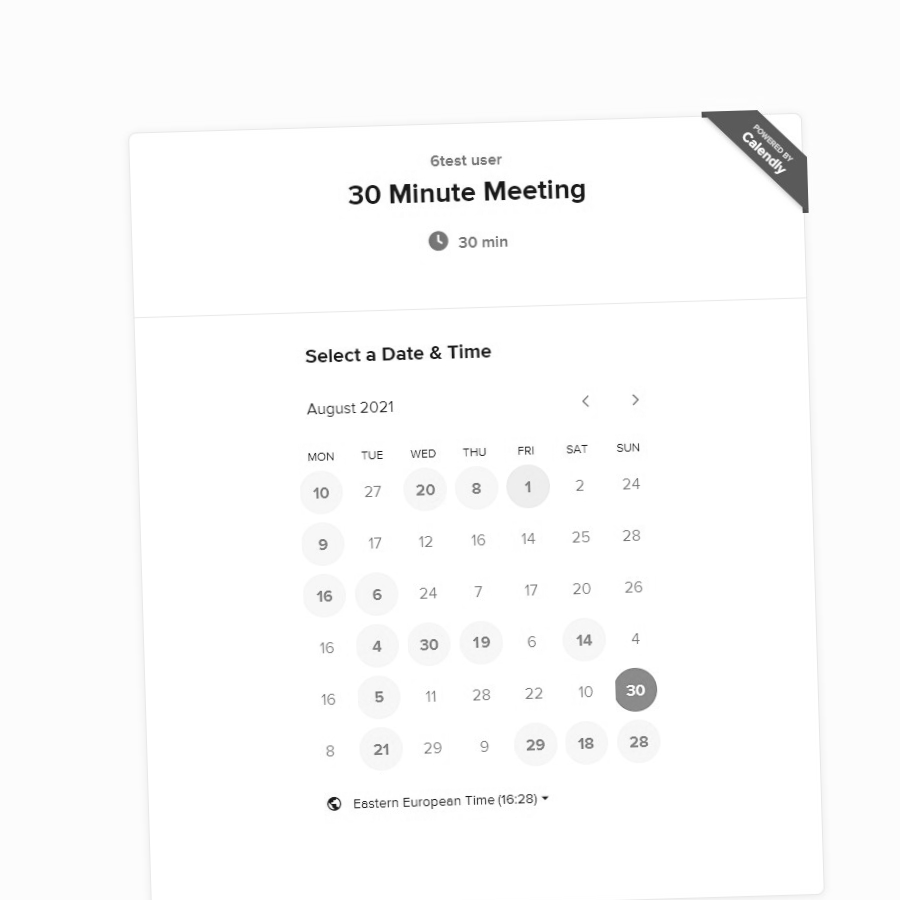 POWERED BY
Calendly
6test user
30 Minute Meeting
30 min
Select a Date & Time
August 2021
MON TUE WED THU FRI SAT SUN
10 27 20 8 1 2 24
9 17 12 16 14 25 28
16 6 24 7 17 20 26
16 4 30 19 6 14 4
16 5 11 28 22 10 30
8 21 29 9 29 18 28
Eastern European Time (16:28)